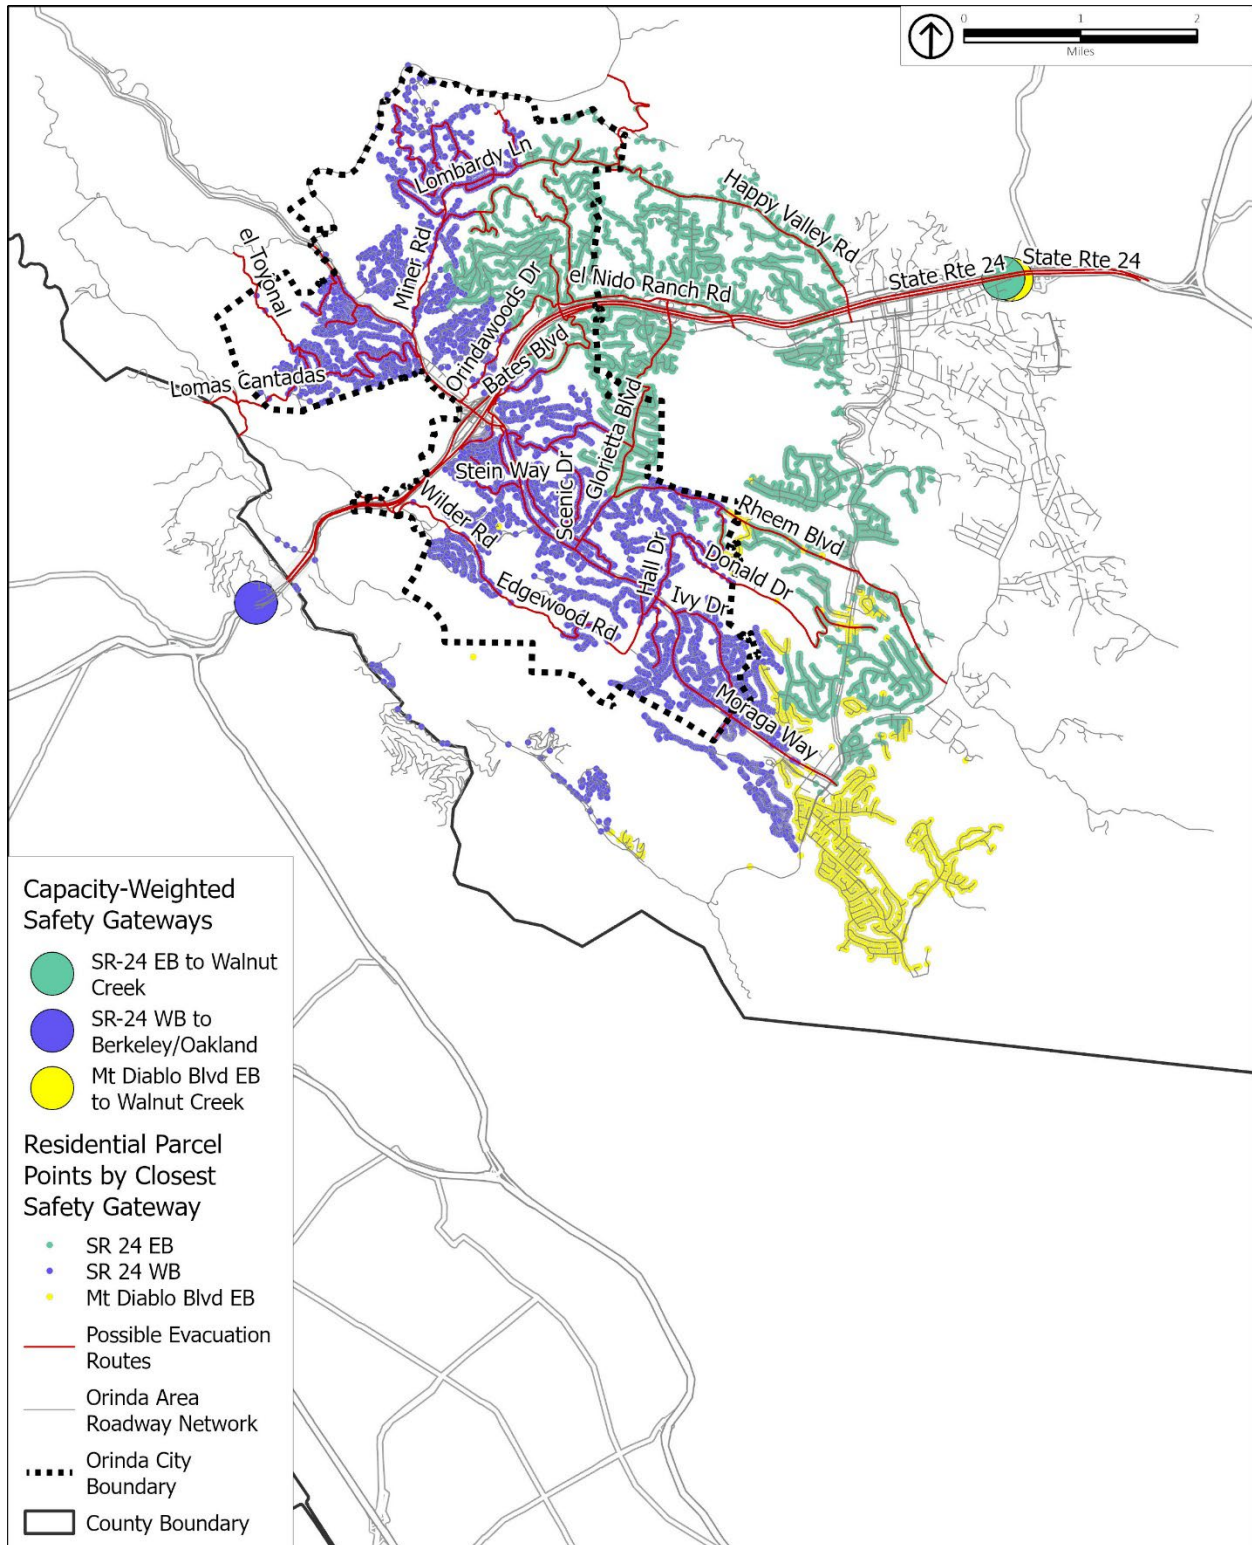 0 1 2
Miles
Lombardy Ln
Happy Valley Rd
el Toyonal
Miner Rd
State Rte 24
State Rte 24
el Nido Ranch Rd
Orindawoods Dr
Bates Blvd
Lomas Cantadas
Glorietta Blvd
Stein Way
Scenic Dr
Wilder Rd
Rheem Blvd
Hall Dr
Donald Dr
Ivy Dr
Edgewood Rd
Moraga Way
Capacity-Weighted
Safety Gateways
SR-24 EB to Walnut
Creek
SR-24 WB to
Berkeley/Oakland
Mt Diablo Blvd EB
to Walnut Creek
Residential Parcel
Points by Closest
Safety Gateway
SR 24 EB
SR 24 WB
Mt Diablo Blvd EB
Possible Evacuation
Routes
Orinda Area
Roadway Network
Orinda City
Boundary
County Boundary